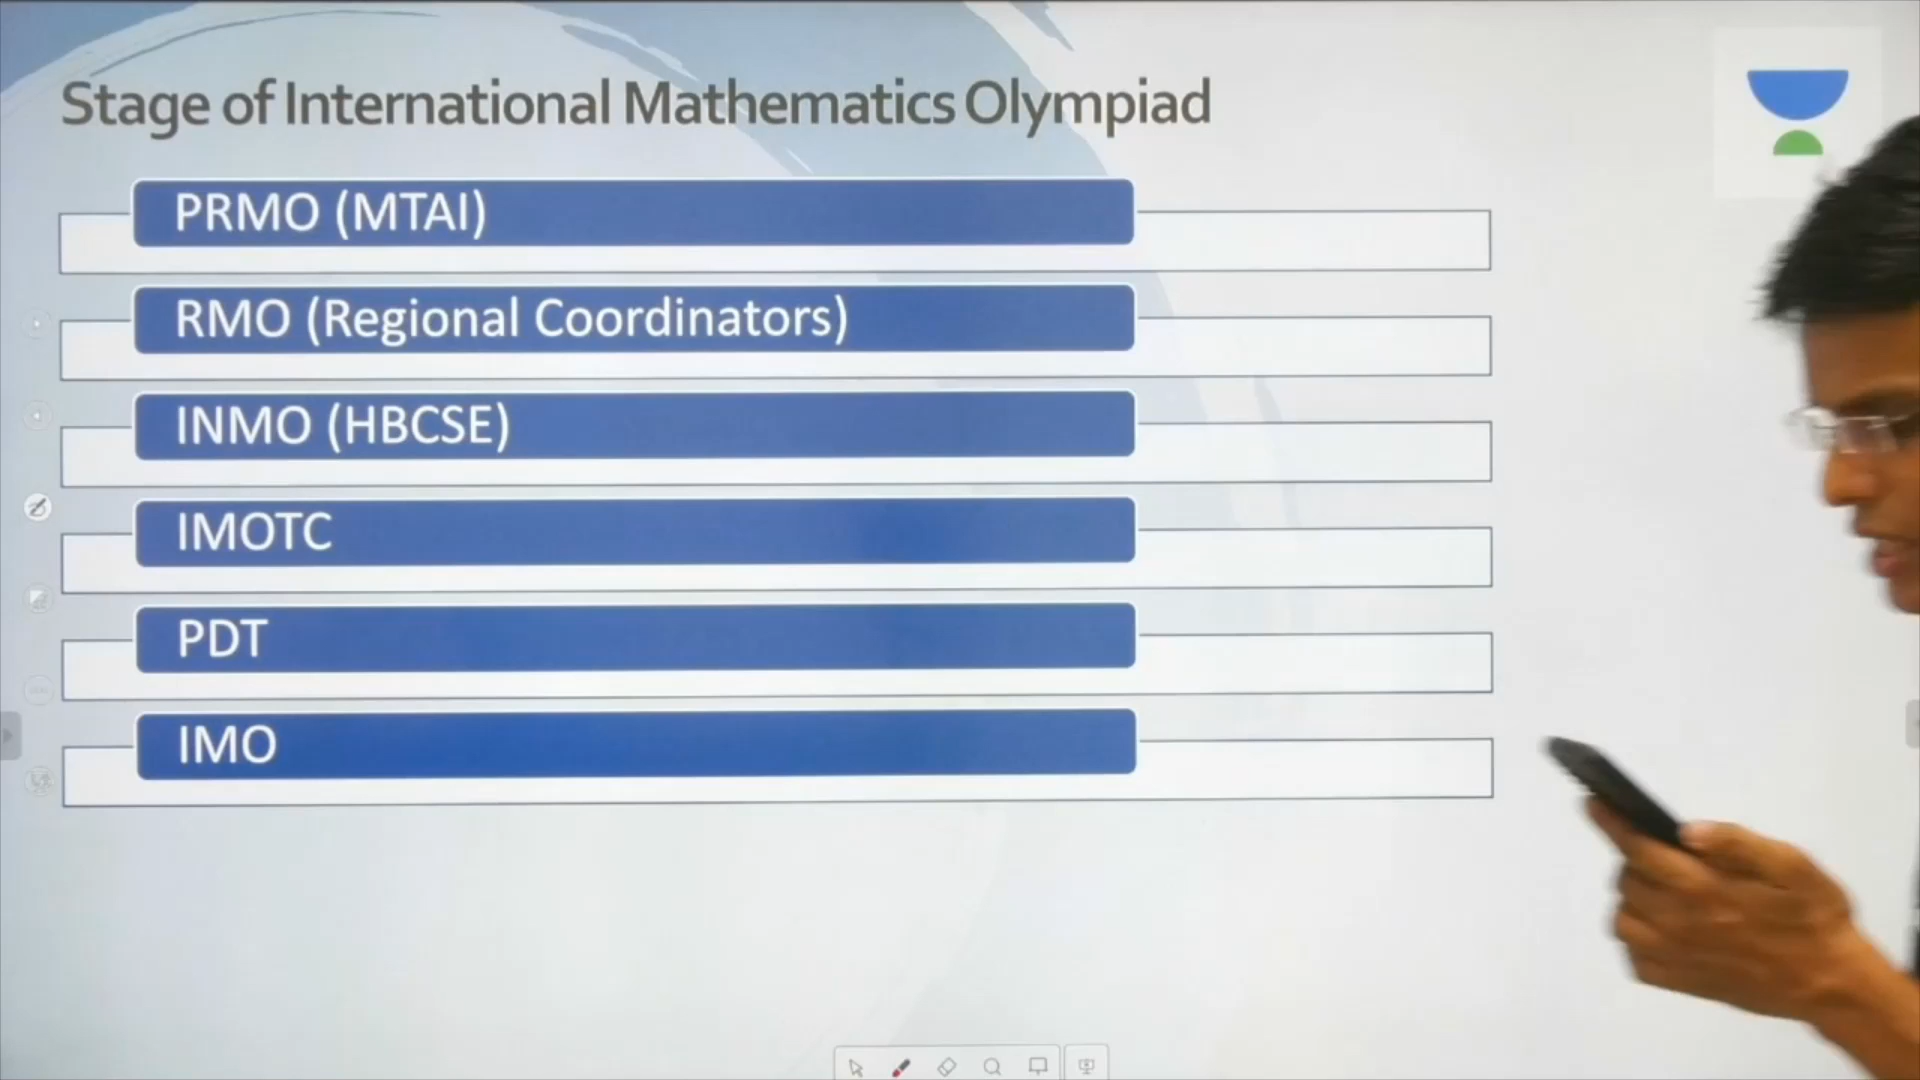 Stage of International Mathematics Olympiad
PRMO (MTAI)
RMO (Regional Coordinators)
INMO (HBCSE)
IMOTC
PDT
IMO